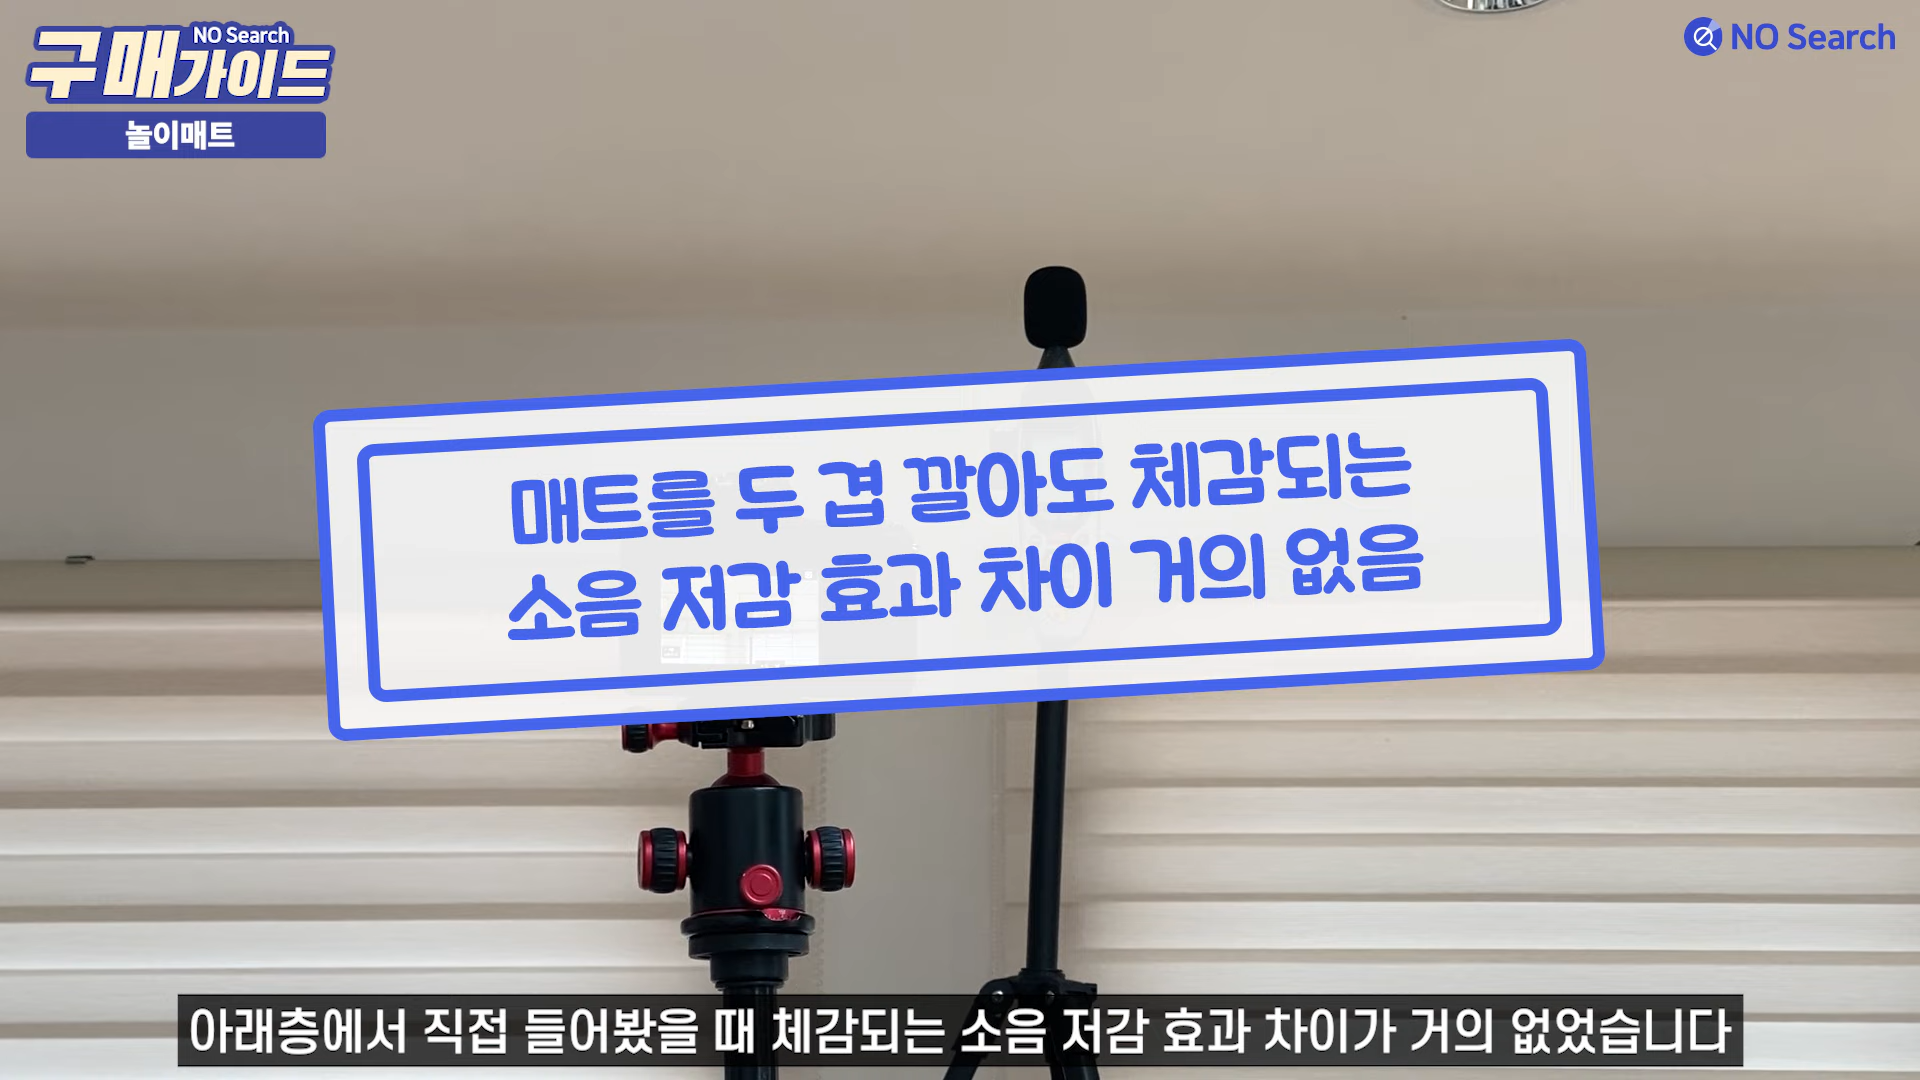 NO Search
구매가이드
놀이매트
NO Search
매트를 두 겹 깔아도 체감되는
소음 저감 효과 차이 거의 없음
아래층에서 직접 들어봤을 때 체감되는 소음 저감 효과 차이가 거의 없었습니다